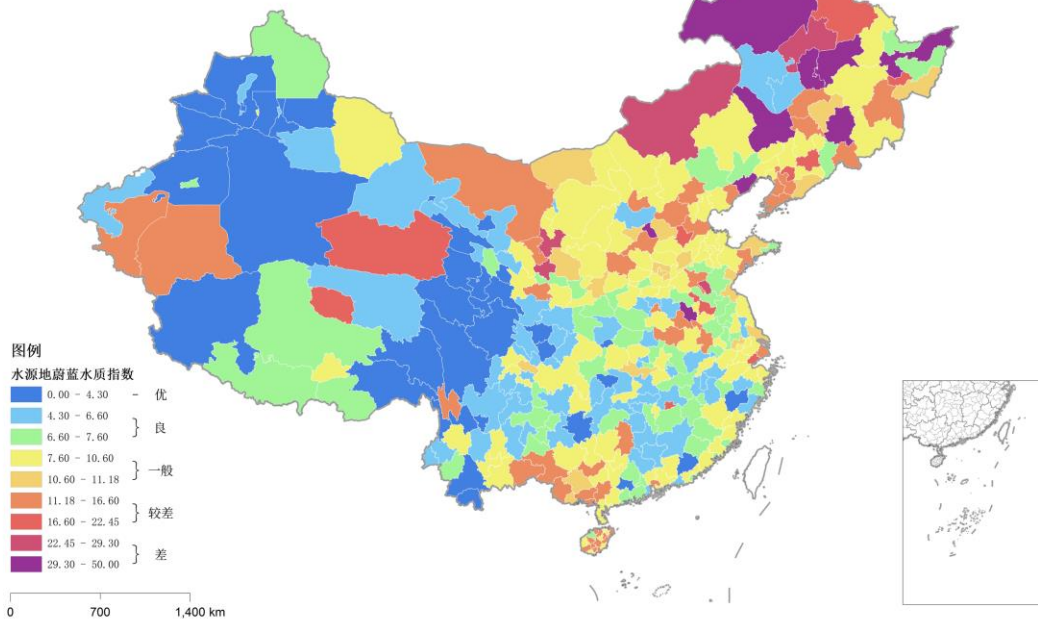 图例
水源地蔚蓝水质指数
0.00 - 4.30 - 优
4.30 - 6.60
} 良
6.60 - 7.60
7.60 - 10.60
} 一般
10.60 - 11.18
11.18 - 16.60
} 较差
16.60 - 22.45
22.45 - 29.30
} 差
29.30 - 50.00
0 700 1,400 km